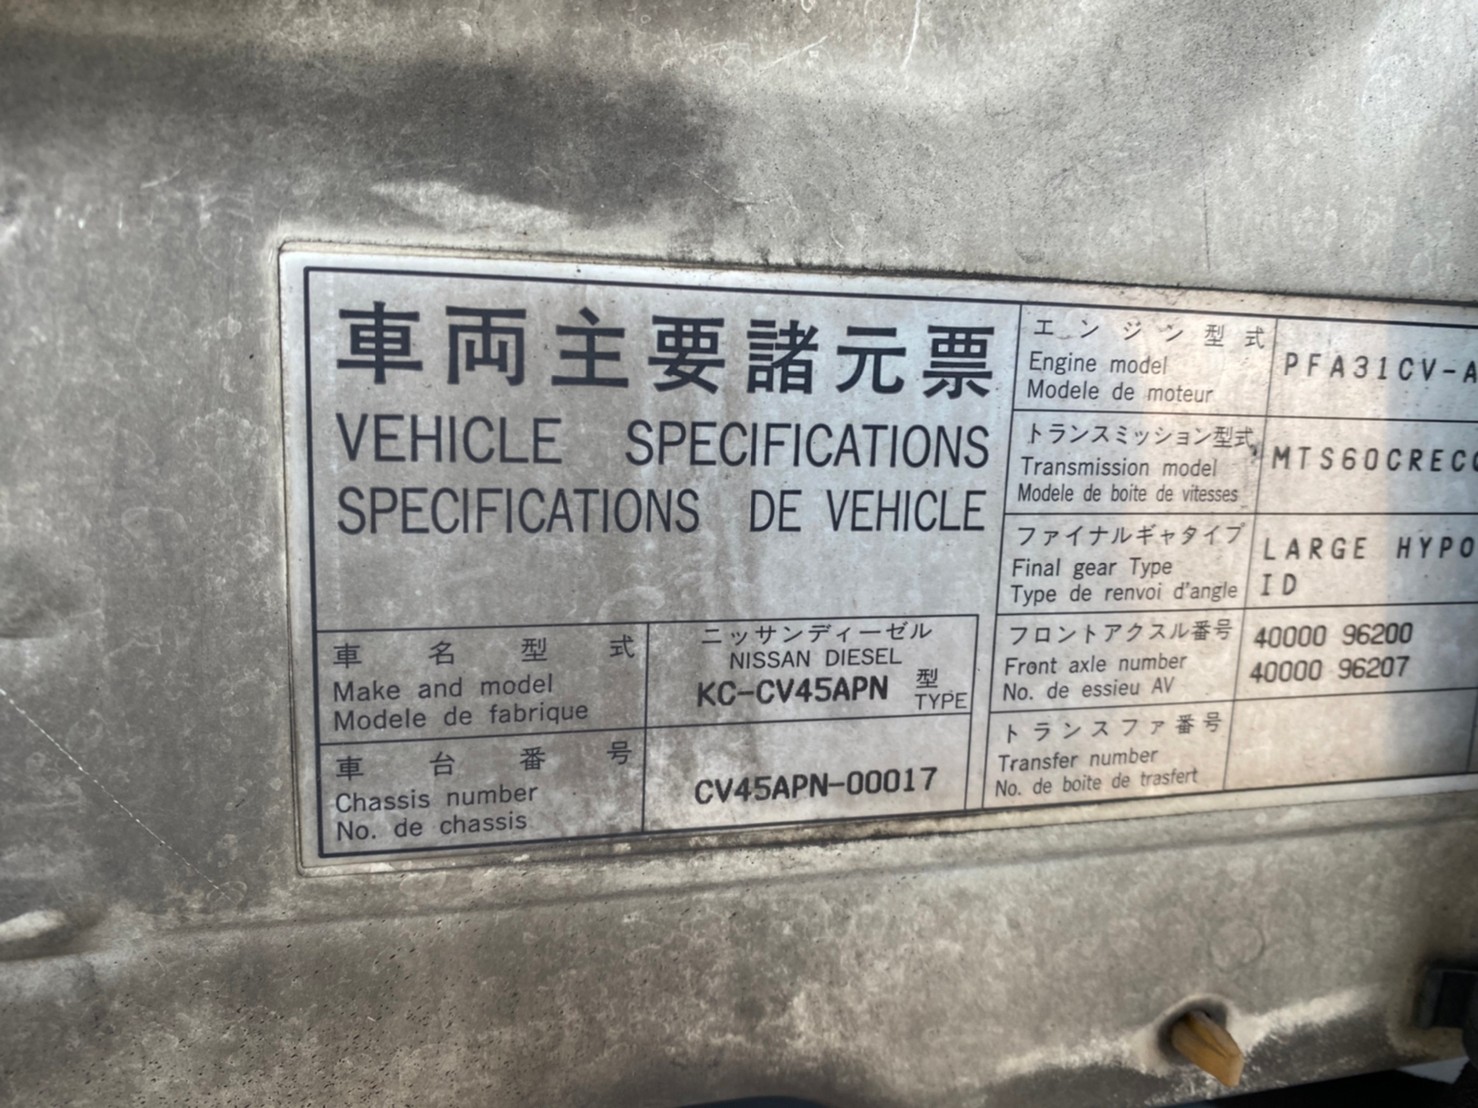 車両主要諸元票
VEHICLE SPECIFICATIONS
SPECIFICATIONS DE VEHICLE
車名型式
Make and model
Modele de fabrique
ニッサンディーゼル
NISSAN DIESEL
KC-CV45APN 型
TYPE
車台番号
Chassis number
No. de chassis
CV45APN-00017
エンジン型式
Engine model
Modele de moteur
PFA31CV-A
トランスミッション型式
Transmission model
Modele de boite de vitesses
MTS60CREC
ファイナルギャタイプ
Final gear Type
Type de renvoi d'angle
LARGE HYPO
ID
フロントアクスル番号
Front axle number
No. de essieu AV
40000 96200
40000 96207
トランスファ番号
Transfer number
No. de boite de trasfert